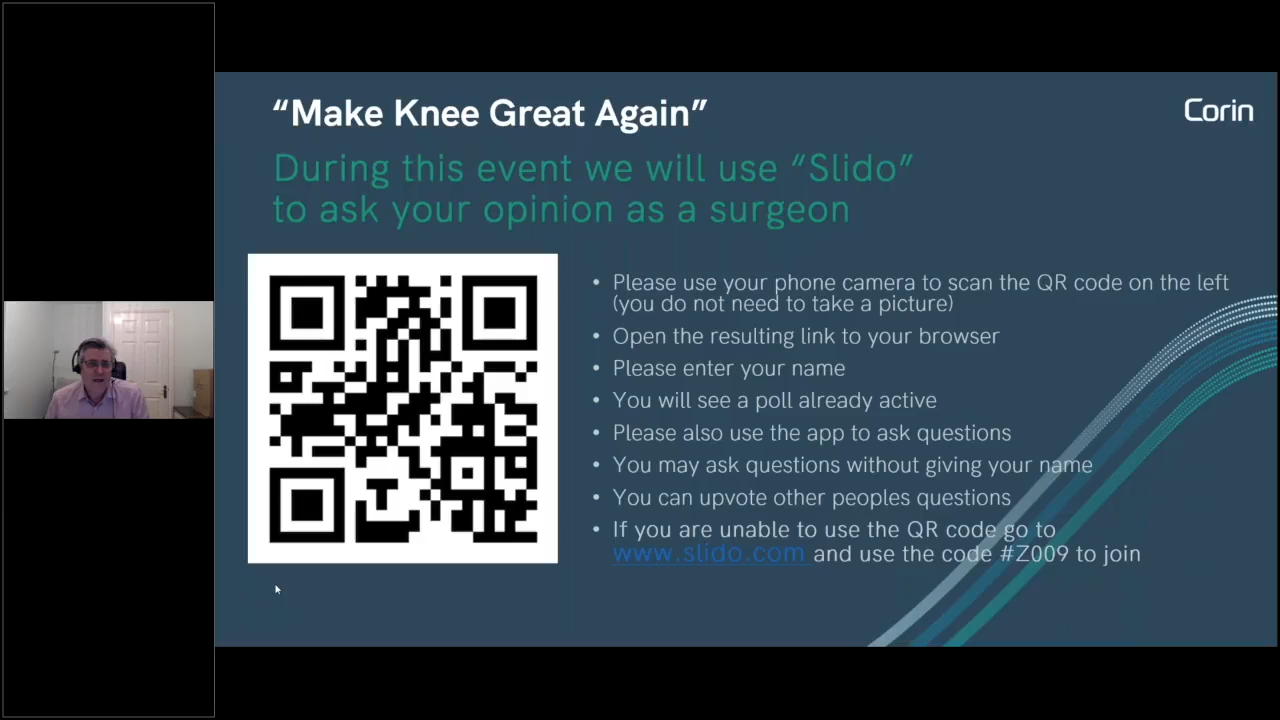 “Make Knee Great Again”
Corin
During this event we will use “Slido”
to ask your opinion as a surgeon
• Please use your phone camera to scan the QR code on the left
(you do not need to take a picture)
• Open the resulting link to your browser
• Please enter your name
• You will see a poll already active
• Please also use the app to ask questions
• You may ask questions without giving your name
• You can upvote other peoples questions
• If you are unable to use the QR code go to
www.slido.com and use the code #Z009 to join